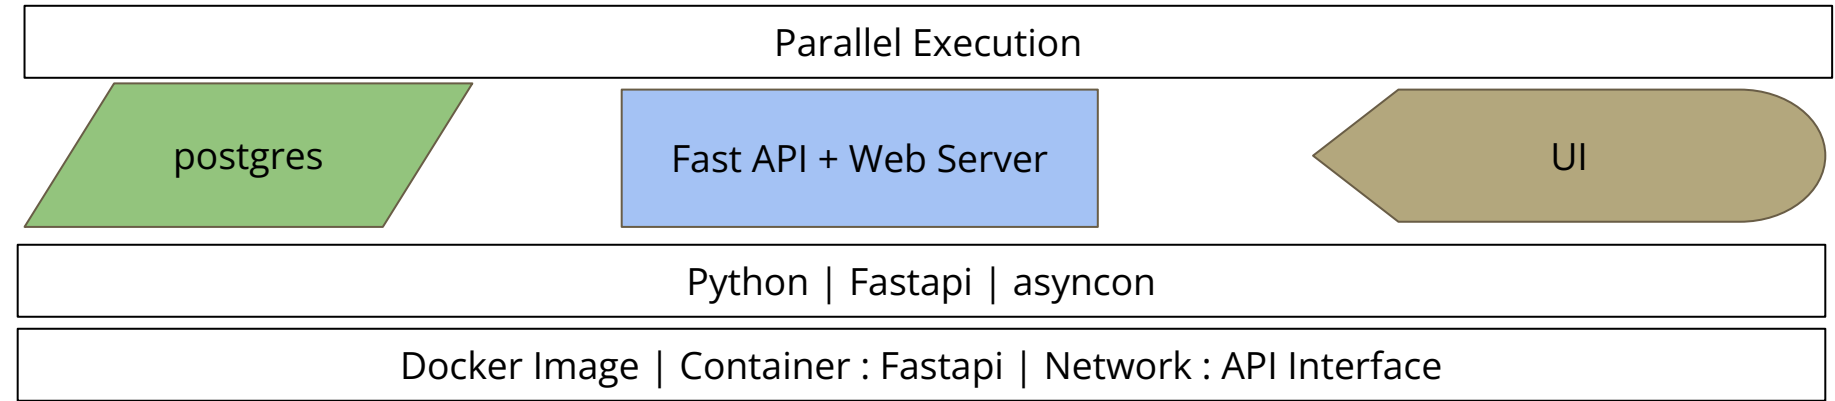 Parallel Execution
postgres
Fast API + Web Server
UI
Python | Fastapi | asyncon
Docker Image | Container : Fastapi | Network : API Interface